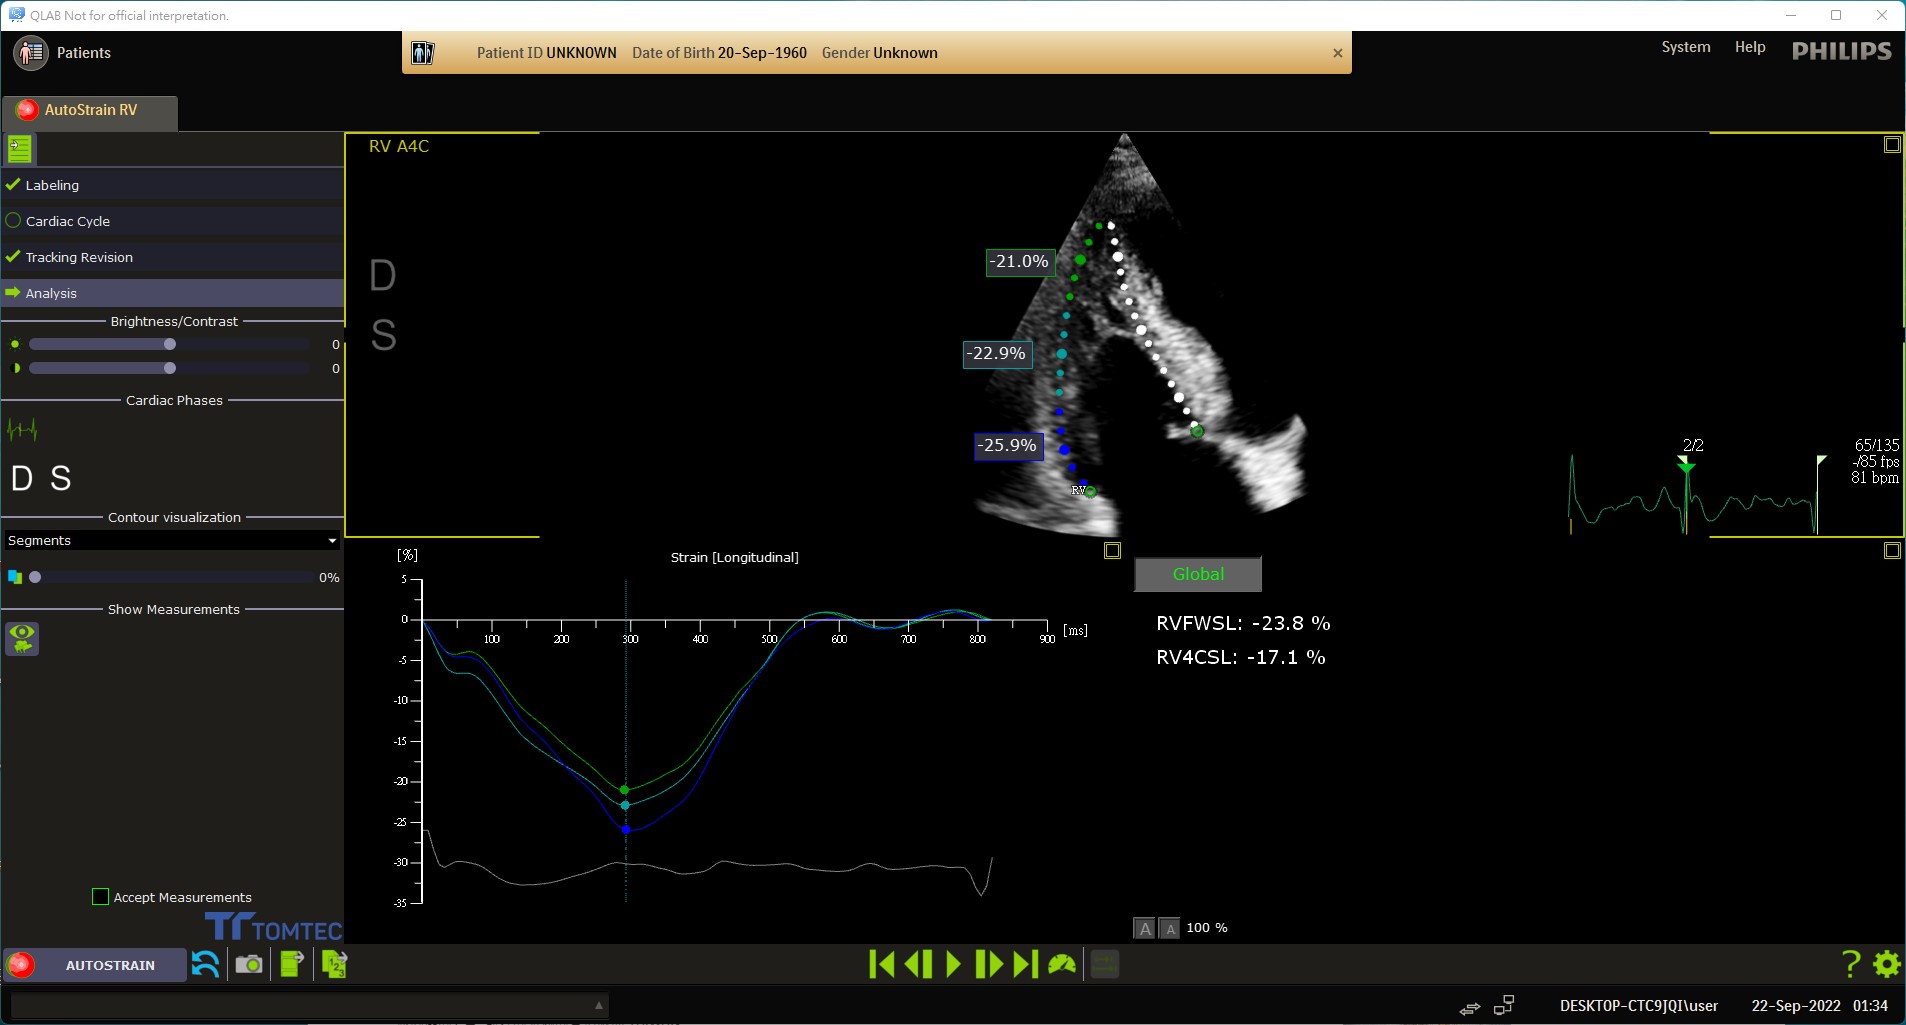 QLAB Not for official interpretation.
Patients
Patient ID UNKNOWN Date of Birth 20-Sep-1960 Gender Unknown
System Help PHILIPS
AutoStrain RV
Labeling
Cardiac Cycle
Tracking Revision
Analysis
Brightness/Contrast
0
0
Cardiac Phases
D S
Contour visualization
Segments
0%
Show Measurements
Accept Measurements
TOMTEC
RV A4C
D
S
-21.0%
-22.9%
-25.9%
RV
2/2
65/135
-/85 fps
81 bpm
[%]
Strain [Longitudinal]
5
0
-5
-10
-15
-20
-25
-30
-35
100 200 300 400 500 600 700 800 900 [ms]
Global
RVFWSL: -23.8 %
RV4CSL: -17.1 %
A A 100 %
AUTOSTRAIN
1 2 3
?
DESKTOP-CTC9JQI\user 22-Sep-2022 01:34